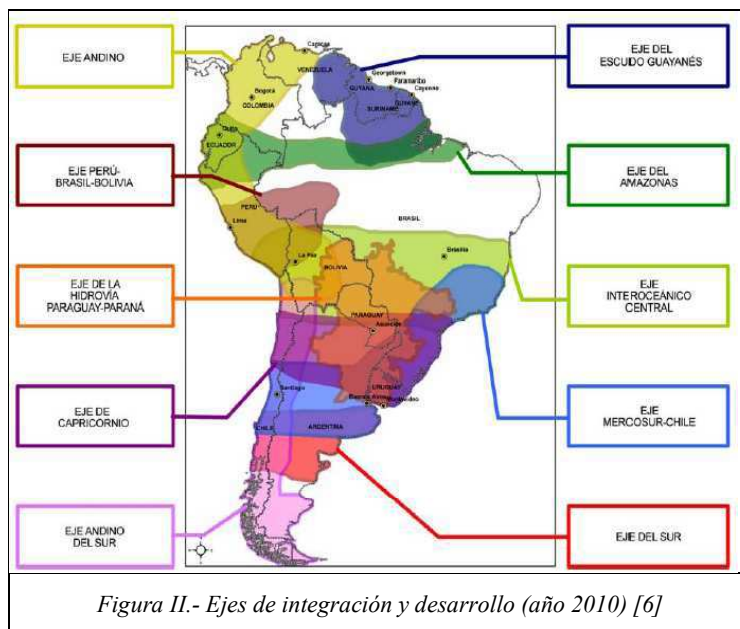 EJE ANDINO
EJE PERÚ-
BRASIL-BOLIVIA
EJE DE LA
HIDROVÍA
PARAGUAY-PARANÁ
EJE DE
CAPRICORNIO
EJE ANDINO
DEL SUR
Caracas
VENEZUELA
Georgetown
Paramaribo
GUYANA
Cayenne
SURINAME
GUYANE
Bogotá
COLOMBIA
Quito
ECUADOR
PERÚ
Lima
BRASIL
La Paz
Brasilia
BOLIVIA
PARAGUAY
Asunción
URUGUAY
Santiago
Buenos Aires
Montevideo
CHILE
ARGENTINA
EJE DEL
ESCUDO GUAYANÉS
EJE DEL
AMAZONAS
EJE
INTEROCEÁNICO
CENTRAL
EJE
MERCOSUR-CHILE
EJE DEL SUR
Figura II.- Ejes de integración y desarrollo (año 2010) [6]